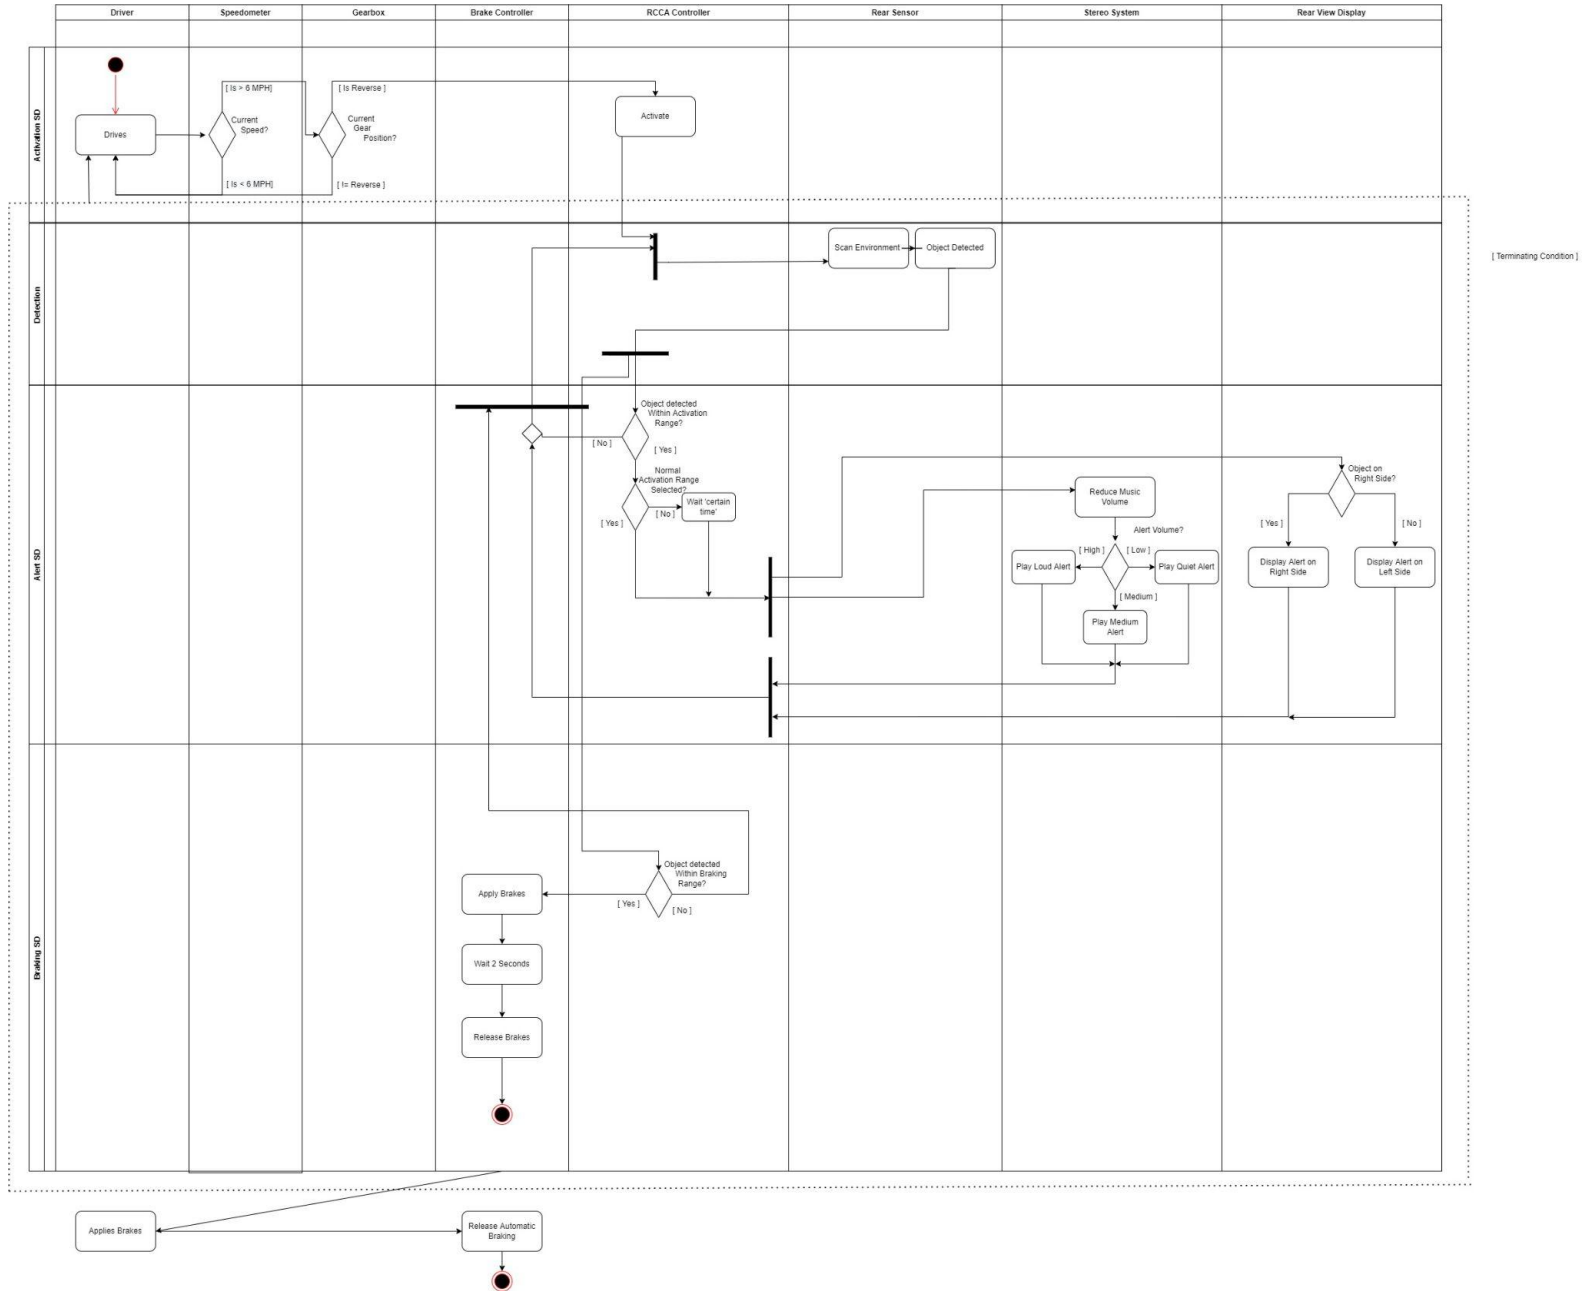 Driver
Speedometer
Gearbox
Brake Controller
RCCA Controller
Rear Sensor
Stereo System
Rear View Display
Activation SD
Drives
[ Is > 6 MPH]
Current
Speed?
[ Is < 6 MPH]
[ Is Reverse ]
Current
Gear
Position?
[ != Reverse ]
Activate
Detection
Scan Environment
Object Detected
[ Terminating Condition ]
Alert SD
Object detected
Within Activation
Range?
[ No ]
[ Yes ]
Normal
Activation Range
Selected?
[ Yes ]
[ No ]
Wait 'certain
time'
Reduce Music
Volume
Alert Volume?
[ High ]
[ Low ]
Play Loud Alert
Play Quiet Alert
[ Medium ]
Play Medium
Alert
Object on
Right Side?
[ Yes ]
[ No ]
Display Alert on
Right Side
Display Alert on
Left Side
Braking SD
Object detected
Within Braking
Range?
[ Yes ]
[ No ]
Apply Brakes
Wait 2 Seconds
Release Brakes
Applies Brakes
Release Automatic
Braking